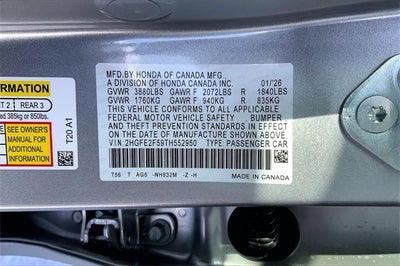 MFD.BY HONDA OF CANADA MFG.
A DIVISION OF HONDA CANADA INC. 01/'26
GVWR 3880LBS GAWR F 2072LBS R 1840LBS
GVWR 1760KG GAWR F 940KG R 835KG
THIS VEHICLE CONFORMS TO ALL APPLICABLE
FEDERAL MOTOR VEHICLE SAFETY , BUMPER
AND THEFT PREVENTION STANDARDS IN EFFECT ON
THE DATE OF MANUFACTURE SHOWN ABOVE.
V.I.N: 2HGFE2F59TH552950 TYPE: PASSENGER CAR
T56 T AG5 -NH932M -Z -H
MADE IN CANADA
2 REAR 3
ed 385kg or 850lbs.
SEE OWNER'S
MANUAL FOR
ADDITIONAL
INFORMATION
T20 A1